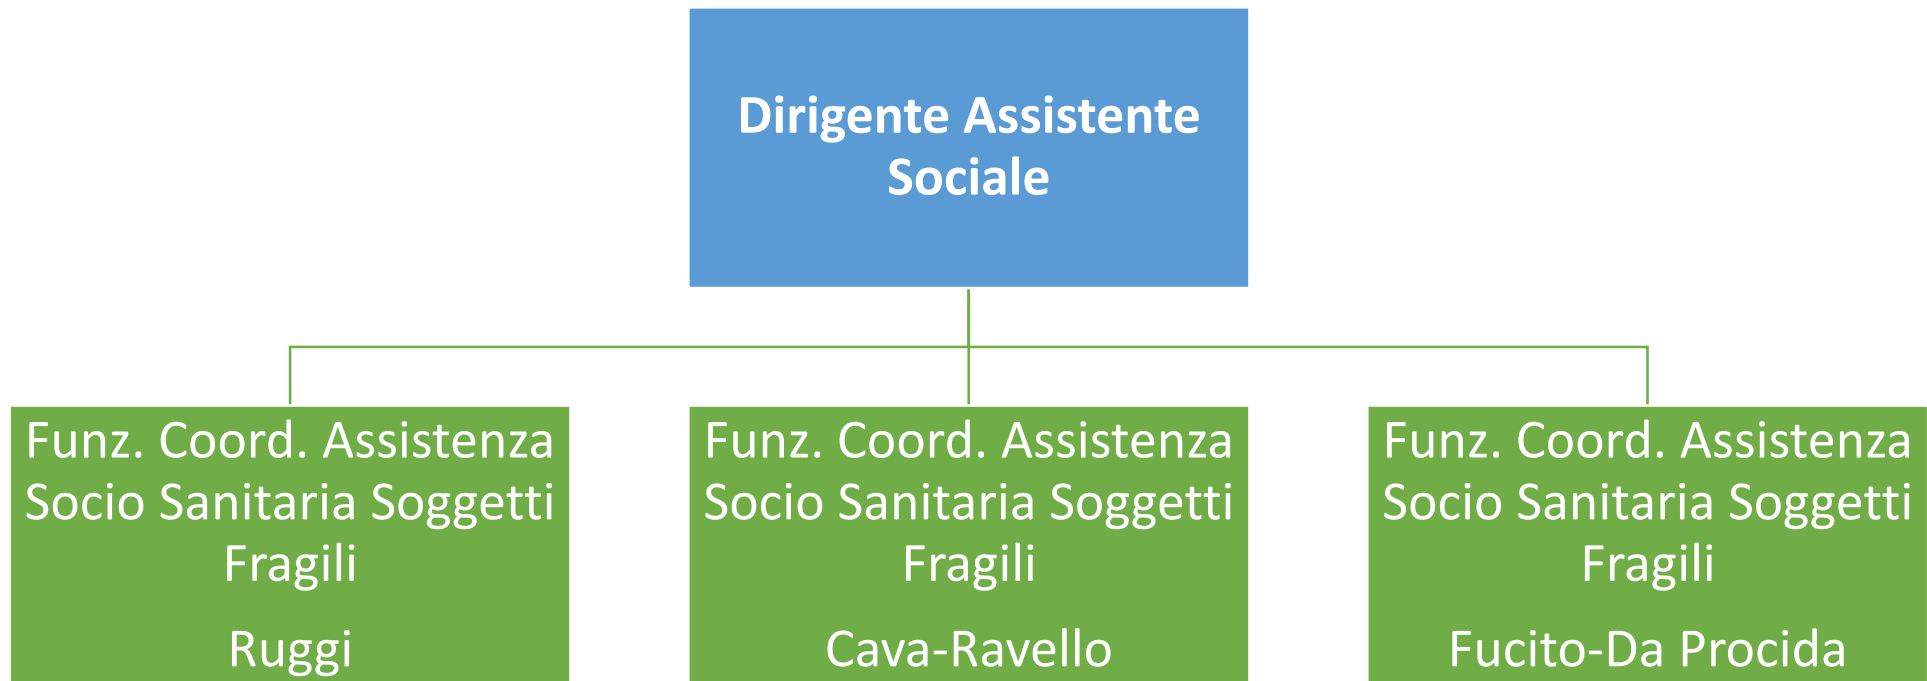 Dirigente Assistente
Sociale
Funz. Coord. Assistenza
Socio Sanitaria Soggetti
Fragili
Ruggi
Funz. Coord. Assistenza
Socio Sanitaria Soggetti
Fragili
Cava-Ravello
Funz. Coord. Assistenza
Socio Sanitaria Soggetti
Fragili
Fucito-Da Procida